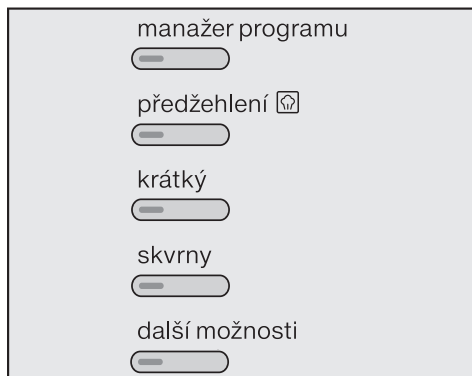 manažer programu
předžehlení
krátký
skvrny
další možnosti